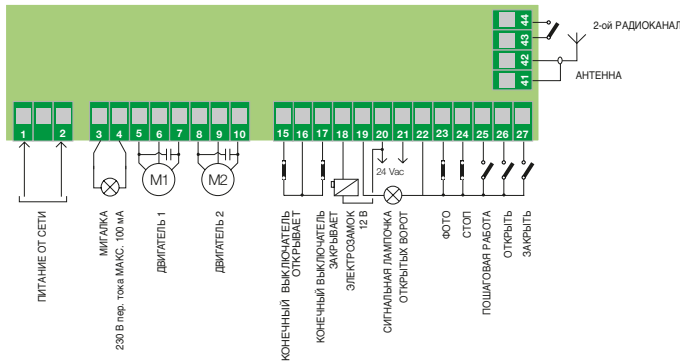 44
43
42
41
2-ой РАДИОКАНАЛ
АНТЕННА
1
2
3
4
5
6
7
8
9
10
15
16
17
18
19
20
21
22
23
24
25
26
27
M1
M2
24 Vac
ПИТАНИЕ ОТ СЕТИ
МИГАЛКА
230 В пер. тока МАКС. 100 мА
ДВИГАТЕЛЬ 1
ДВИГАТЕЛЬ 2
КОНЕЧНЫЙ ВЫКЛЮЧАТЕЛЬ
ОТКРЫВАЕТ
КОНЕЧНЫЙ ВЫКЛЮЧАТЕЛЬ
ЗАКРЫВАЕТ
ЭЛЕКТРОЗАМОК
12 В
СИГНАЛЬНАЯ ЛАМПОЧКА
ОТКРЫТЫХ ВОРОТ
ФОТО
СТОП
ПОШАГОВАЯ РАБОТА
ОТКРЫТЬ
ЗАКРЫТЬ